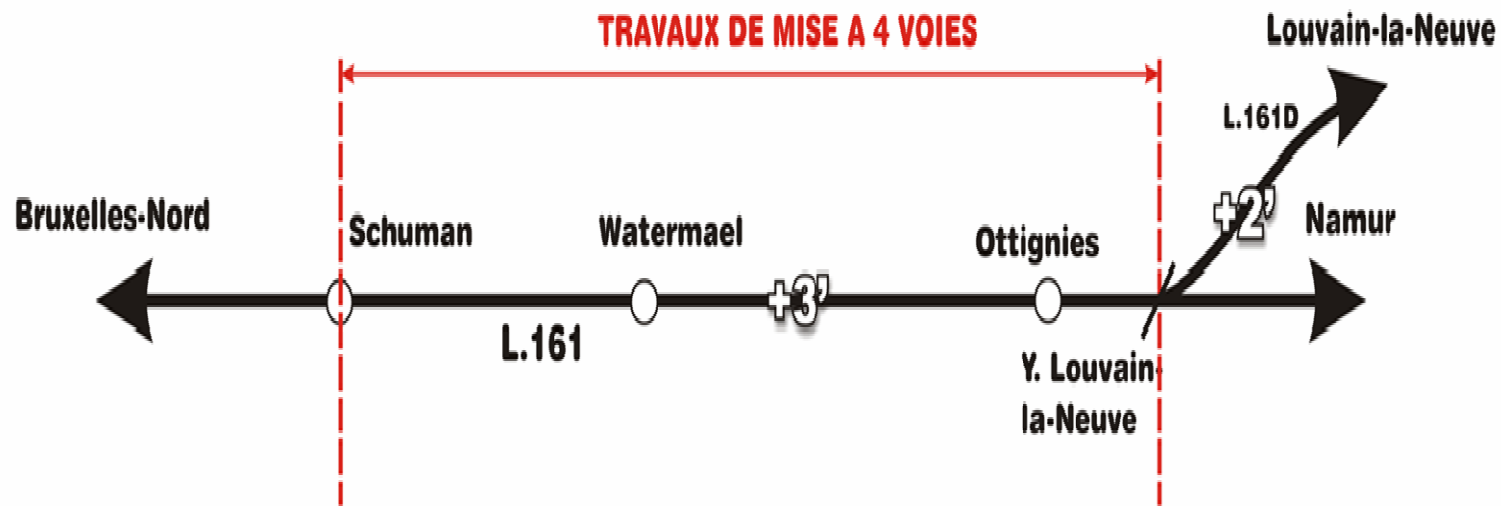 TRAVAUX DE MISE A 4 VOIES
Louvain-la-Neuve
L.161D
Bruxelles-Nord
Schuman
Watermael
Ottignies
+2'
Namur
+3'
L.161
Y. Louvain-
la-Neuve